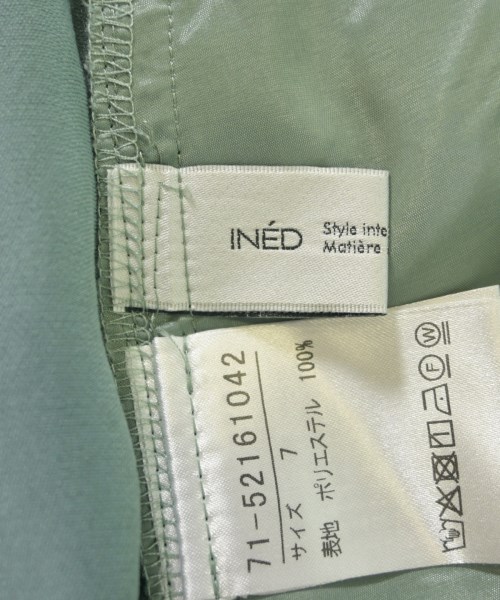 INÉD
Style inte
Matière
71-52161042
サイズ 7
表地 ポリエステル 100%
F W